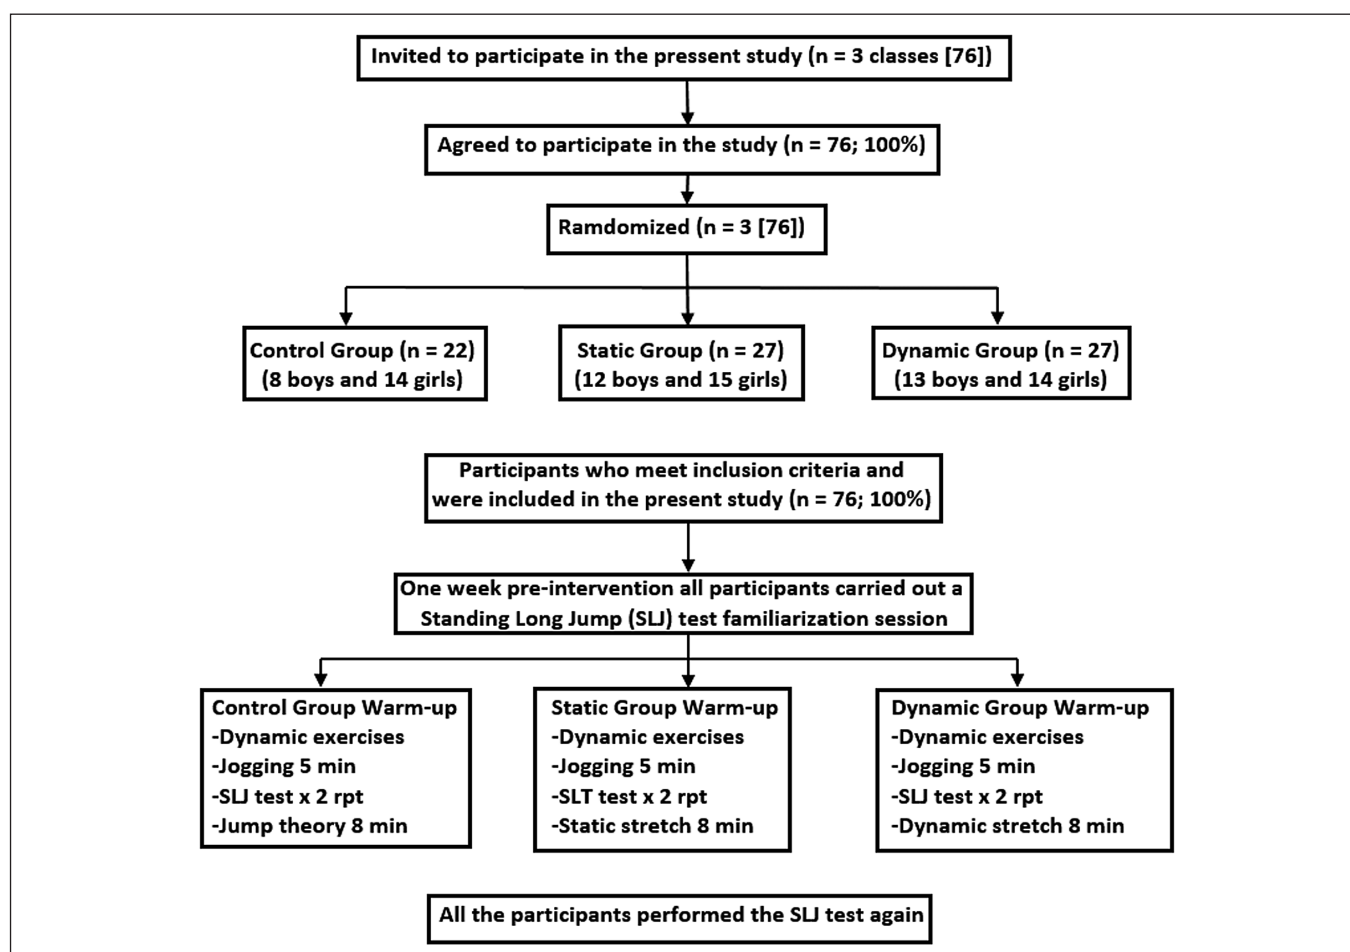 Invited to participate in the pressent study (n = 3 classes [76])
Agreed to participate in the study (n = 76; 100%)
Ramdomized (n = 3 [76])
Control Group (n = 22)
(8 boys and 14 girls)
Static Group (n = 27)
(12 boys and 15 girls)
Dynamic Group (n = 27)
(13 boys and 14 girls)
Participants who meet inclusion criteria and
were included in the present study (n = 76; 100%)
One week pre-intervention all participants carried out a
Standing Long Jump (SLJ) test familiarization session
Control Group Warm-up
-Dynamic exercises
-Jogging 5 min
-SLJ test x 2 rpt
-Jump theory 8 min
Static Group Warm-up
-Dynamic exercises
-Jogging 5 min
-SLT test x 2 rpt
-Static stretch 8 min
Dynamic Group Warm-up
-Dynamic exercises
-Jogging 5 min
-SLJ test x 2 rpt
-Dynamic stretch 8 min
All the participants performed the SLJ test again